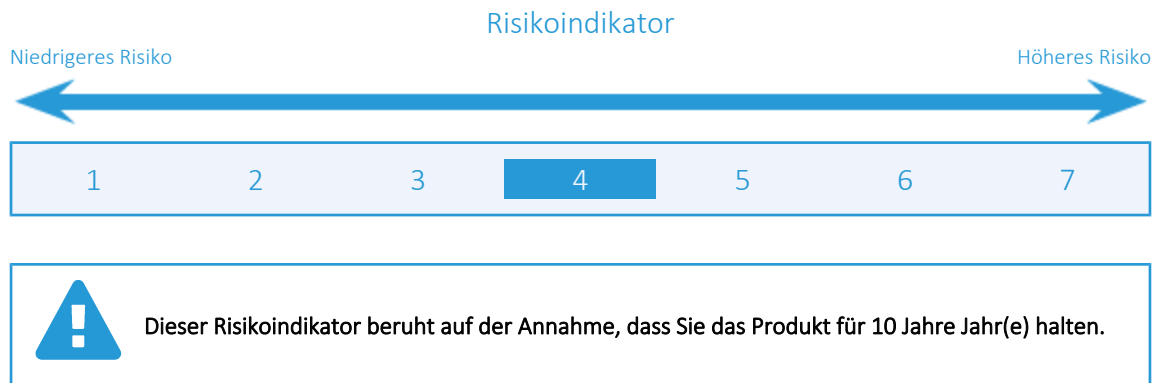 Risikoindikator
Niedrigeres Risiko Höheres Risiko
1 2 3 4 5 6 7
Dieser Risikoindikator beruht auf der Annahme, dass Sie das Produkt für 10 Jahre Jahr(e) halten.